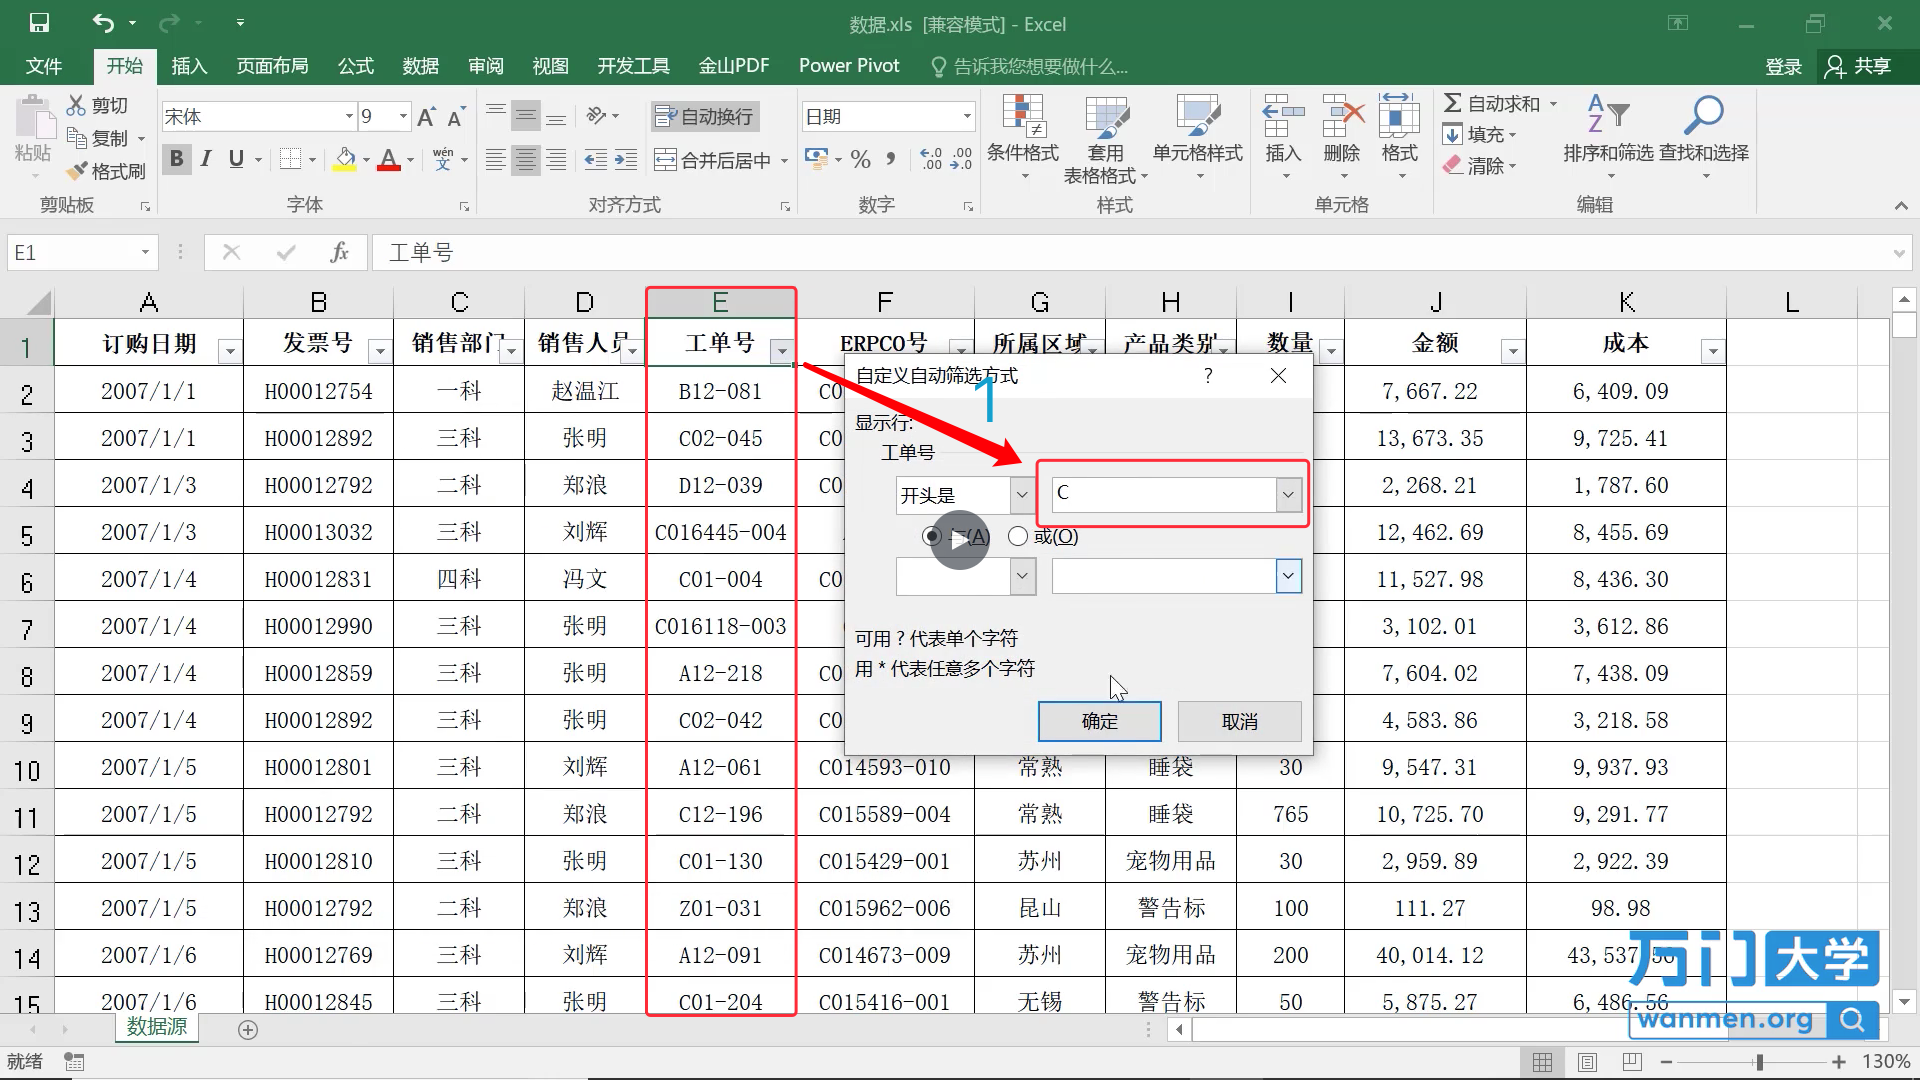 数据.xls [兼容模式] - Excel
文件 开始 插入 页面布局 公式 数据 审阅 视图 开发工具 金山PDF Power Pivot 告诉我您想要做什么... 登录 共享
粘贴 剪切 复制 格式刷 剪贴板
宋体 9 A A B I U A wén 文 字体
自动换行 合并后居中 对齐方式
日期 % , .0 .00 数字
条件格式 套用表格格式 单元格样式 样式
插入 删除 格式 单元格
自动求和 填充 清除 排序和筛选 查找和选择 编辑
E1 fx 工单号
A B C D E F G H I J K L
1 订购日期 发票号 销售部门 销售人员 工单号 ERPCO号 所属区域 产品类别 数量 金额 成本
2 2007/1/1 H00012754 一科 赵温江 B12-081 C0 7,667.22 6,409.09
3 2007/1/1 H00012892 三科 张明 C02-045 C0 13,673.35 9,725.41
4 2007/1/3 H00012983 二科 郑浪 D12-039 C0 2,268.21 1,787.60
5 2007/1/3 H00013032 三科 刘辉 C016445-004 12,462.69 8,455.69
6 2007/1/4 H00012831 四科 冯文 C01-004 C0 11,527.98 8,436.30
7 2007/1/4 H00012990 三科 张明 C016118-003 3,102.01 3,612.86
8 2007/1/4 H00012859 三科 张明 A12-218 C0 7,604.02 7,438.09
9 2007/1/4 H00012892 三科 张明 C02-042 C0 4,583.86 3,218.58
10 2007/1/5 H00012801 三科 刘辉 A12-061 C014593-010 常熟 睡袋 30 9,547.31 9,937.93
11 2007/1/5 H00012792 二科 郑浪 C12-196 C015589-004 常熟 睡袋 765 10,725.70 9,291.77
12 2007/1/5 H00012810 三科 张明 C01-130 C015429-001 苏州 宠物用品 30 2,959.89 2,922.39
13 2007/1/5 H00012792 二科 郑浪 Z01-031 C015962-006 昆山 警告标 100 111.27 98.98
14 2007/1/6 H00012769 三科 刘辉 A12-091 C014673-009 苏州 宠物用品 200 40,014.12 43,537.56
15 2007/1/6 H00012845 三科 张明 C01-204 C015416-001 无锡 警告标 50 5,875.27 6,486.56
自定义自动筛选方式 ?
1
显示行:
工单号
开头是 C
(A) 或(O)
可用 ? 代表单个字符
用 * 代表任意多个字符
确定 取消
万门大学
wanmen.org
数据源
就绪 130%